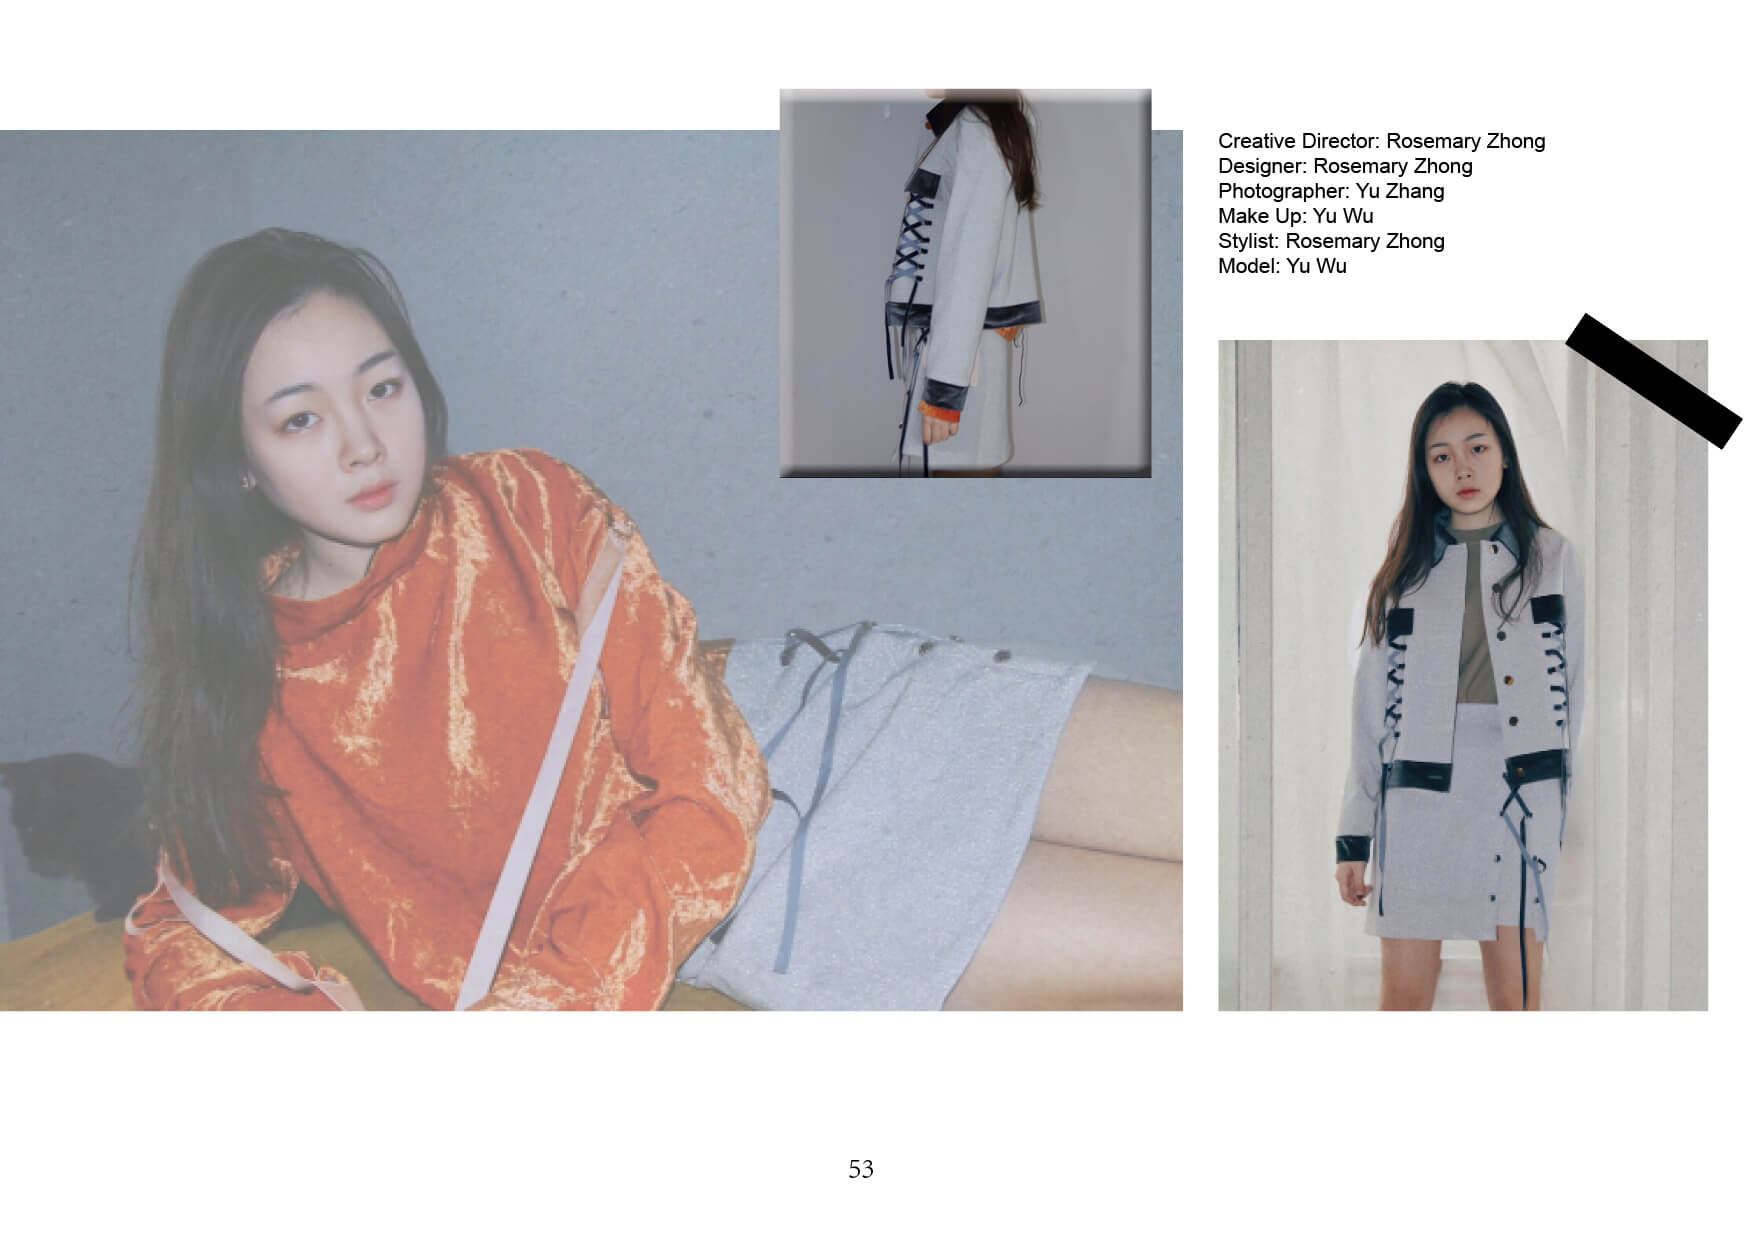 Creative Director: Rosemary Zhong
Designer: Rosemary Zhong
Photographer: Yu Zhang
Make Up: Yu Wu
Stylist: Rosemary Zhong
Model: Yu Wu
53